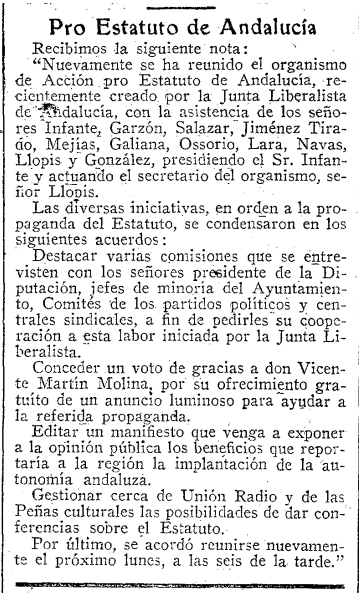 Pro Estatuto de Andalucía
Recibimos la siguiente nota:
"Nuevamente se ha reunido el organismo
de Acción pro Estatuto de Andalucía, re-
cientemente creado por la Junta Liberalista
de Andalucía, con la asistencia de los seño-
res Infante, Garzón, Salazar, Jiménez Tira-
do, Mejías, Galiana, Ossorio, Lara, Navas,
Llopis y González, presidiendo el Sr. Infan-
te y actuando el secretario del organismo, se-
ñor Llopis.
Las diversas iniciativas, en orden a la pro-
paganda del Estatuto, se condensaron en los
siguientes acuerdos:
Destacar varias comisiones que se entre-
visten con los señores presidente de la Di-
putación, jefes de minoría del Ayuntamien-
to, Comités de los partidos políticos y cen-
trales sindicales, a fin de pedirles su coope-
ración a esta labor iniciada por la Junta Li-
beralista.
Conceder un voto de gracias a don Vicen-
te Martín Molina, por su ofrecimiento gra-
tuíto de un anuncio luminoso para ayudar a
la referida propaganda.
Editar un manifiesto que venga a exponer
a la opinión pública los beneficios que repor-
taría a la región la implantación de la au-
tonomía andaluza.
Gestionar cerca de Unión Radio y de las
Peñas culturales las posibilidades de dar con-
ferencias sobre el Estatuto.
Por último, se acordó reunirse nuevamen-
te el próximo lunes, a las seis de la tarde."